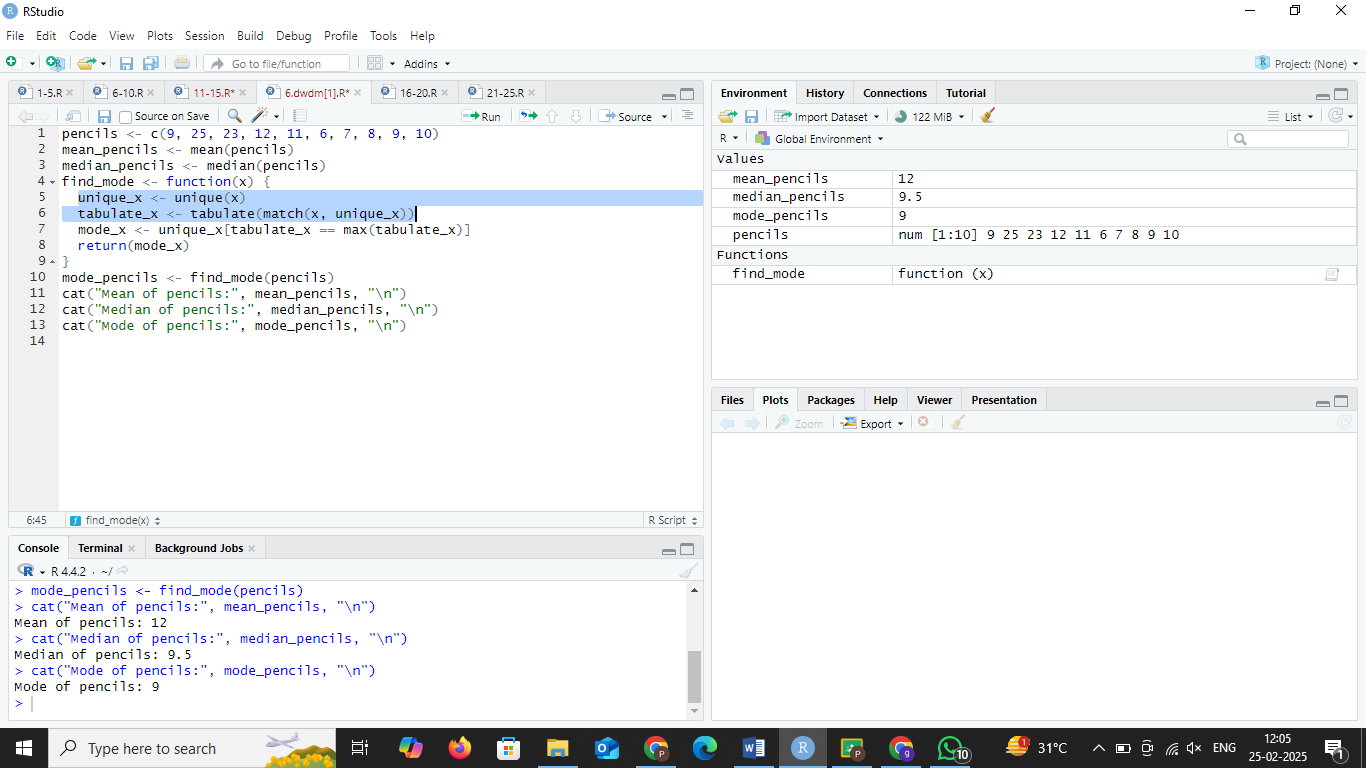 RStudio
File Edit Code View Plots Session Build Debug Profile Tools Help
Go to file/function Addins Project: (None)
1-5.R 6-10.R 11-15.R* 6.dwdm[1].R* 16-20.R 21-25.R
Source on Save Run Source
1 pencils <- c(9, 25, 23, 12, 11, 6, 7, 8, 9, 10)
2 mean_pencils <- mean(pencils)
3 median_pencils <- median(pencils)
4 find_mode <- function(x) {
5 unique_x <- unique(x)
6 tabulate_x <- tabulate(match(x, unique_x))
7 mode_x <- unique_x[tabulate_x == max(tabulate_x)]
8 return(mode_x)
9 }
10 mode_pencils <- find_mode(pencils)
11 cat("Mean of pencils:", mean_pencils, "\n")
12 cat("Median of pencils:", median_pencils, "\n")
13 cat("Mode of pencils:", mode_pencils, "\n")
14
6:45 find_mode(x) R Script
Console Terminal Background Jobs
R 4.4.2 · ~/
> mode_pencils <- find_mode(pencils)
> cat("Mean of pencils:", mean_pencils, "\n")
Mean of pencils: 12
> cat("Median of pencils:", median_pencils, "\n")
Median of pencils: 9.5
> cat("Mode of pencils:", mode_pencils, "\n")
Mode of pencils: 9
>
Environment History Connections Tutorial
Import Dataset 122 MiB List
R Global Environment
Values
mean_pencils 12
median_pencils 9.5
mode_pencils 9
pencils num [1:10] 9 25 23 12 11 6 7 8 9 10
Functions
find_mode function (x)
Files Plots Packages Help Viewer Presentation
Zoom Export
Type here to search
10
1 31°C ENG
12:05
25-02-2025
1